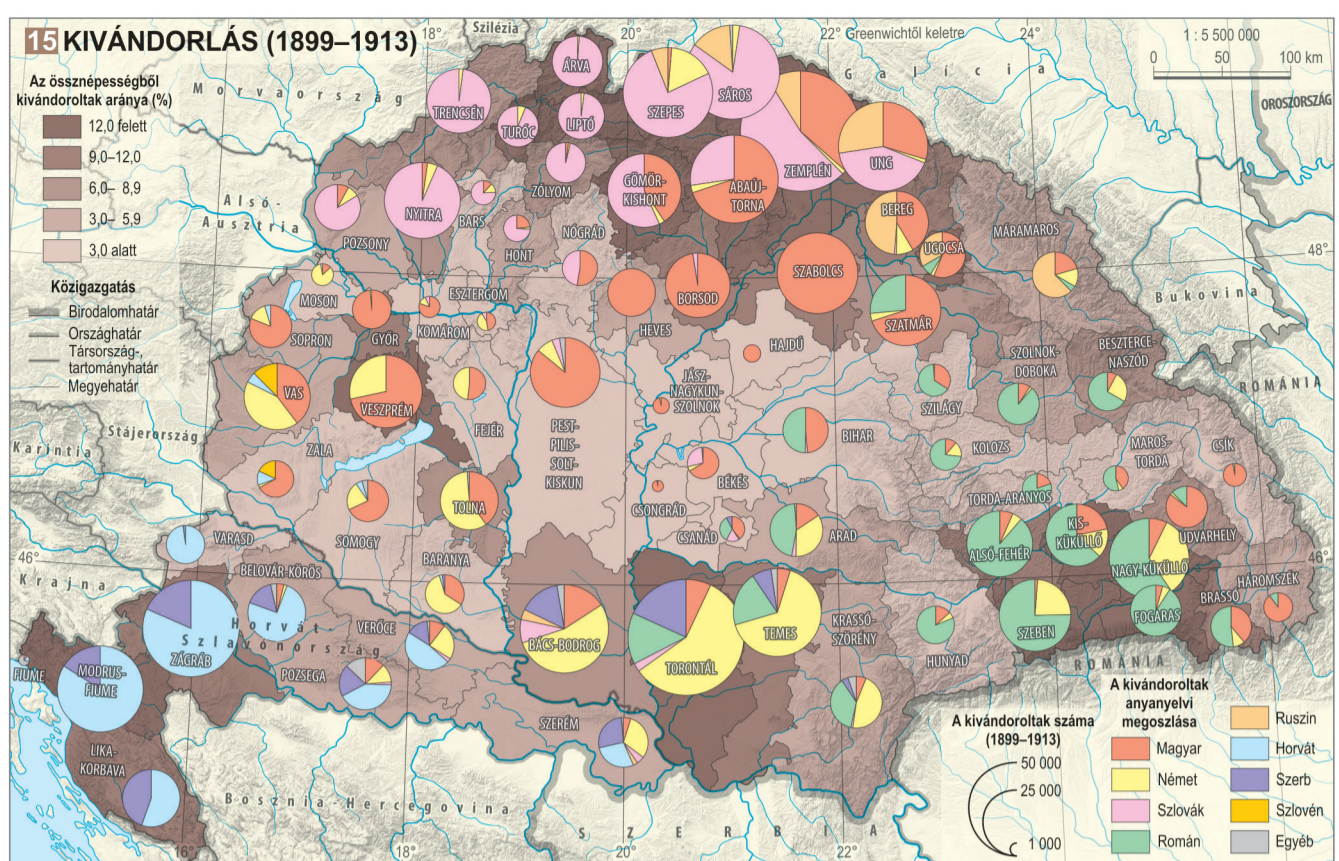 15 KIVÁNDORLÁS (1899–1913)
Az össznépességből
kivándoroltak aránya (%)
12,0 felett
9,0–12,0
6,0– 8,9
3,0– 5,9
3,0 alatt
Közigazgatás
Birodalomhatár
Országhatár
Társország-,
tartományhatár
Megyehatár
18°
Szilézia
20°
22°
Greenwichtől keletre
24°
1 : 5 500 000
0
50
100 km
Morvaország
Galícia
OROSZORSZÁG
Alsó-
Ausztria
48°
Bukovina
ROMÁNIA
Stájerország
Karintia
Krajna
46°
46°
ÁRVA
TRENCSÉN
TURÓC
LIPTÓ
SZEPES
SÁROS
ZEMPLÉN
UNG
ZÓLYOM
NYITRA
BARS
GÖMÖR-
KISHONT
ABAÚJ-
TORNA
BEREG
UGOCSA
MÁRAMAROS
POZSONY
HONT
NÓGRÁD
MOSON
ESZTERGOM
BORSOD
SZABOLCS
SZATMÁR
SOPRON
GYŐR
KOMÁROM
HEVES
HAJDÚ
SZOLNOK-
DOBOKA
BESZTERCE-
NASZÓD
VAS
VESZPRÉM
FEJÉR
PEST-
PILIS-
SOLT-
KISKUN
JÁSZ-
NAGYKUN-
SZOLNOK
SZILÁGY
ZALA
BIHAR
KOLOZS
MAROS-
TORDA
CSÍK
TOLNA
BÉKÉS
CSONGRÁD
TORDA-ARANYOS
SOMOGY
CSANÁD
ARAD
ALSÓ-FEHÉR
KIS-
KÜKÜLLŐ
UDVARHELY
VARASD
BARANYA
NAGY-KÜKÜLLŐ
BELOVÁR-KÖRÖS
HÁROMSZÉK
BRASSÓ
ZÁGRÁB
Horvát
Szlavonország
VERŐCE
BÁCS-BODROG
TORONTÁL
TEMES
KRASSÓ-
SZÖRÉNY
SZEBEN
FOGARAS
HUNYAD
ROMÁNIA
FIUME
MODRUS-
FIUME
POZSEGA
SZERÉM
LIKA-
KORBAVA
Bosznia-Hercegovina
SZERBIA
16°
18°
20°
22°
A kivándoroltak száma
(1899–1913)
50 000
25 000
1 000
A kivándoroltak
anyanyelvi
megoszlása
Magyar
Német
Szlovák
Román
Ruszin
Horvát
Szerb
Szlovén
Egyéb